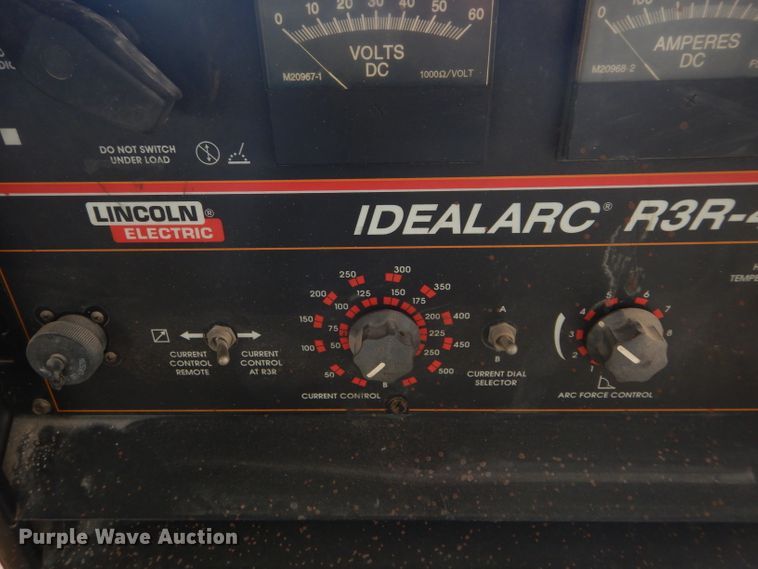 0 10 20 30 40 50 60
VOLTS
DC
M20967-1
1000Ω/VOLT
0 100
AMPERES
DC
M20968-2
DO NOT SWITCH
UNDER LOAD
LINCOLN®
ELECTRIC
IDEALARC® R3R-4
TEMPE
CURRENT
CONTROL
REMOTE
CURRENT
CONTROL
AT R3R
50 100 150 200 250 300 350 400 450 500
50 75 100 125 150 175 200 225 250
B
CURRENT CONTROL
A
B
CURRENT DIAL
SELECTOR
1 2 3 4 5 6 7 8
ARC FORCE CONTROL
Purple Wave Auction